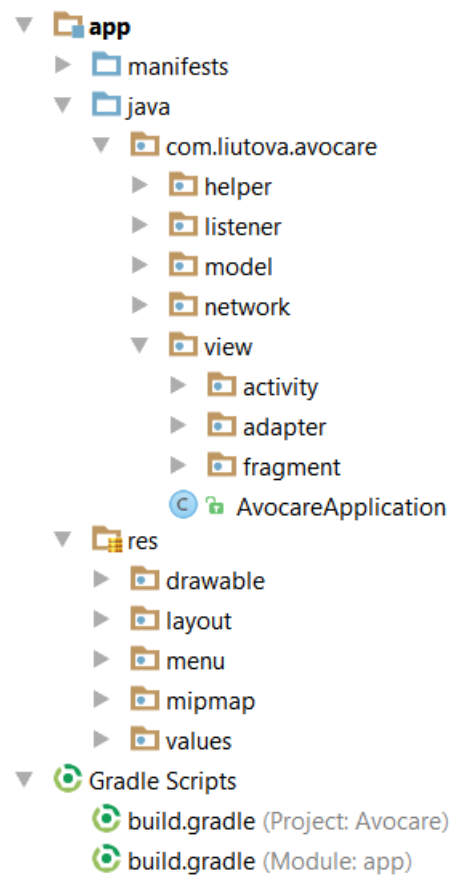 app
manifests
java
com.liutova.avocare
helper
listener
model
network
view
activity
adapter
fragment
C AvocareApplication
res
drawable
layout
menu
mipmap
values
Gradle Scripts
build.gradle (Project: Avocare)
build.gradle (Module: app)